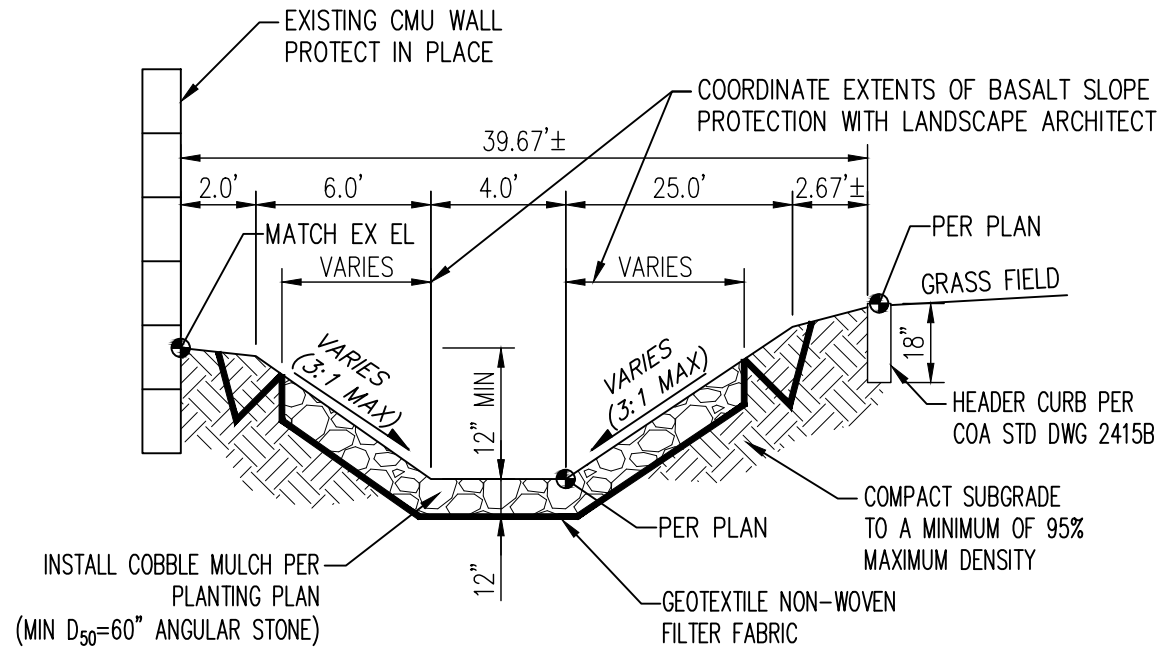 EXISTING CMU WALL
PROTECT IN PLACE
COORDINATE EXTENTS OF BASALT SLOPE
PROTECTION WITH LANDSCAPE ARCHITECT
39.67'±
2.0'
6.0'
4.0'
25.0'
2.67'±
MATCH EX EL
PER PLAN
VARIES
VARIES
GRASS FIELD
VARIES
(3:1 MAX)
12" MIN
VARIES
(3:1 MAX)
18"
HEADER CURB PER
COA STD DWG 2415B
COMPACT SUBGRADE
TO A MINIMUM OF 95%
MAXIMUM DENSITY
PER PLAN
INSTALL COBBLE MULCH PER
PLANTING PLAN
(MIN D50=60" ANGULAR STONE)
12"
GEOTEXTILE NON-WOVEN
FILTER FABRIC